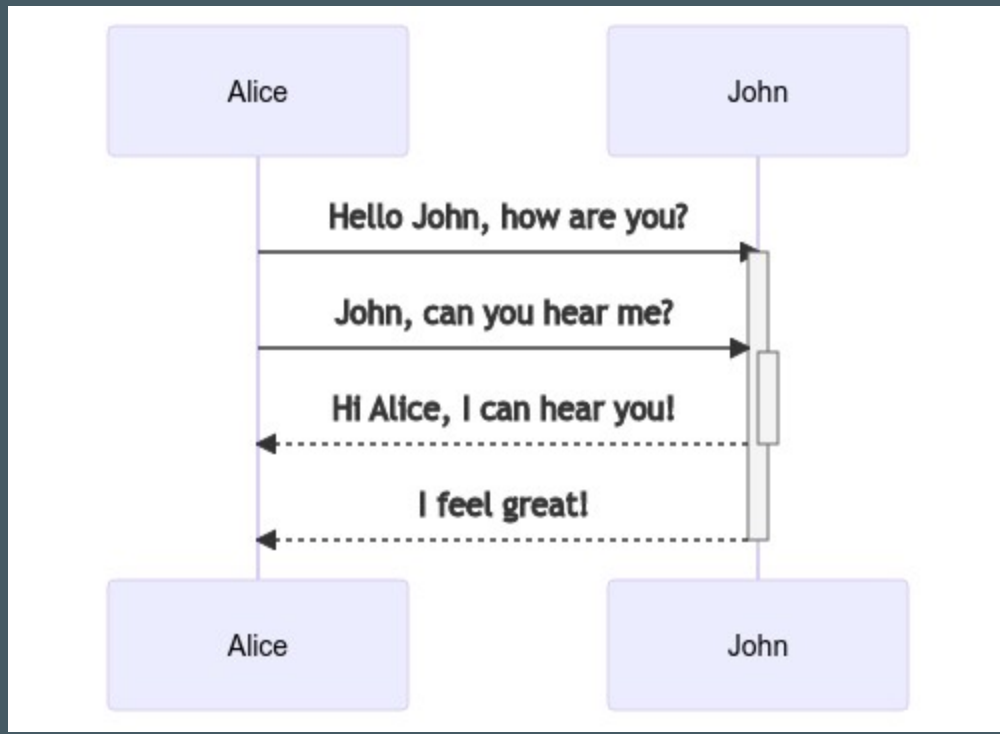 Alice
John
Hello John, how are you?
John, can you hear me?
Hi Alice, I can hear you!
I feel great!
Alice
John